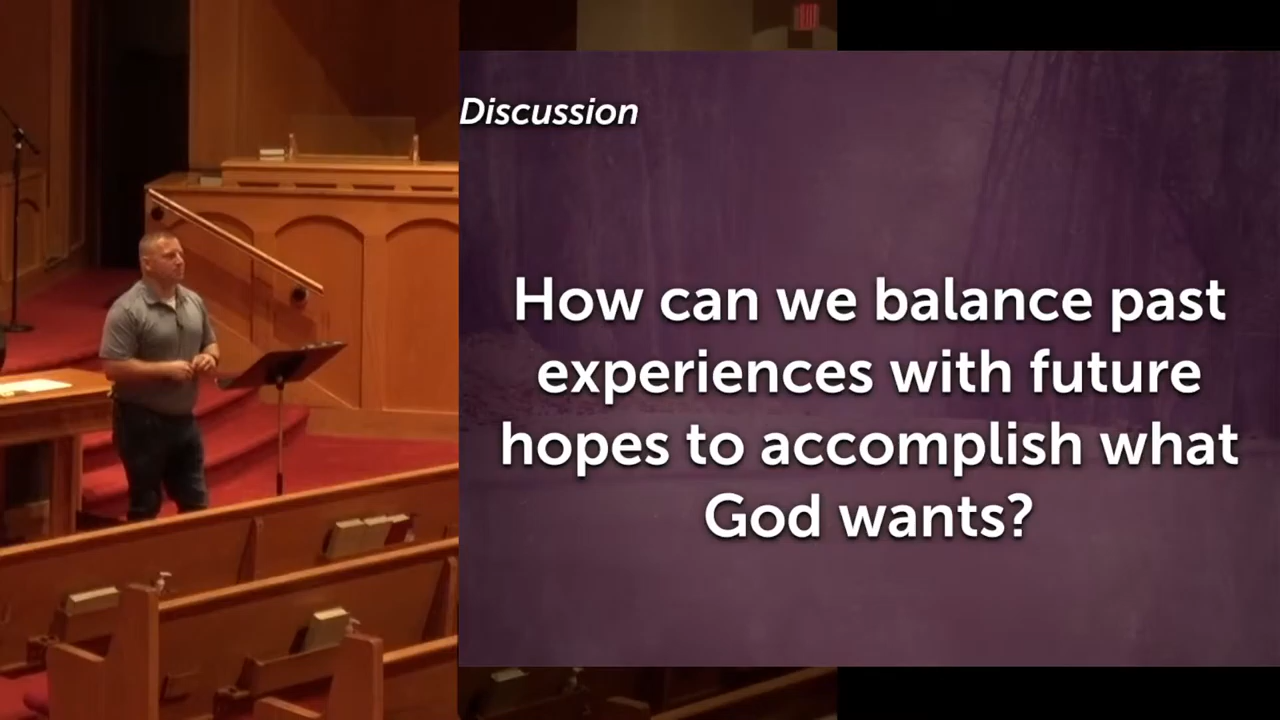 Discussion
How can we balance past
experiences with future
hopes to accomplish what
God wants?